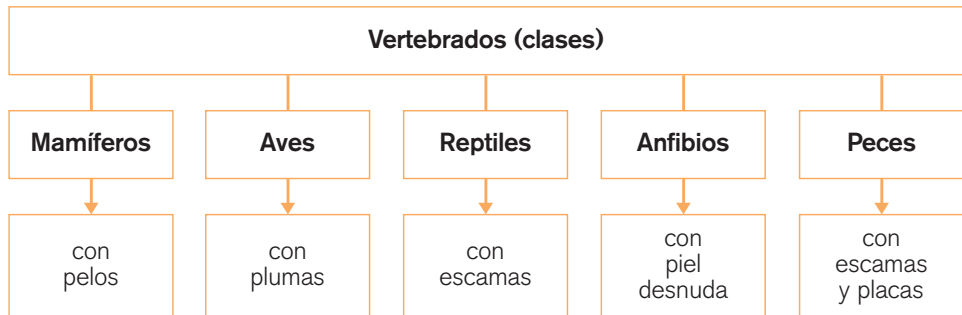 Vertebrados (clases)
Mamíferos
Aves
Reptiles
Anfibios
Peces
con
pelos
con
plumas
con
escamas
con
piel
desnuda
con
escamas
y placas